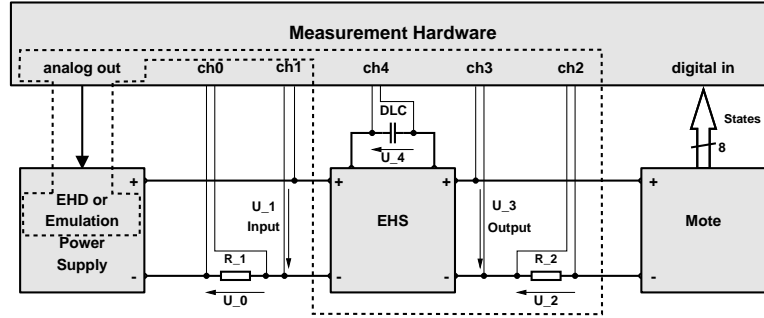 Measurement Hardware
analog out ch0 ch1 ch4 ch3 ch2 digital in
DLC
States
8
U_4
+ + + + + +
EHD or
Emulation
Power
Supply
U_1
Input
EHS
U_3
Output
Mote
R_1 R_2
- - - - - -
U_0 U_2